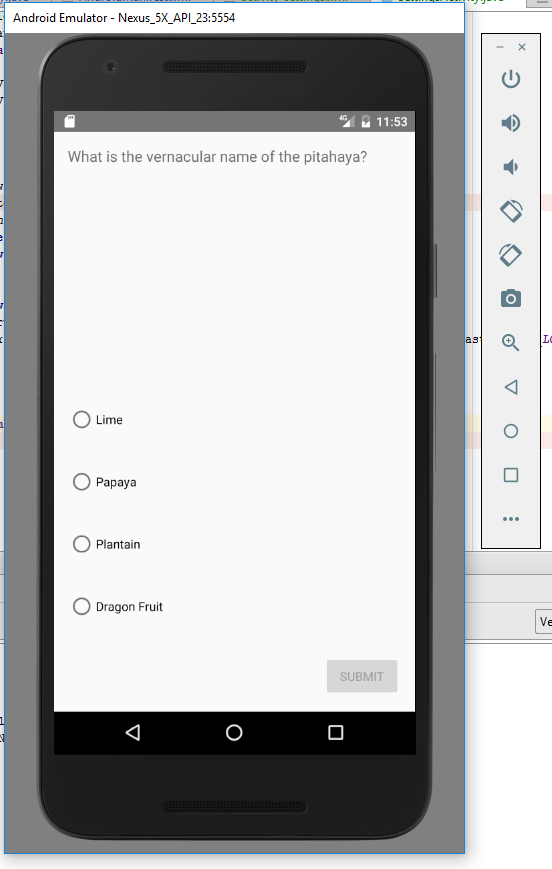 Android Emulator - Nexus_5X_API_23:5554
4G 11:53
What is the vernacular name of the pitahaya?
Lime
Papaya
Plantain
Dragon Fruit
SUBMIT
Ve